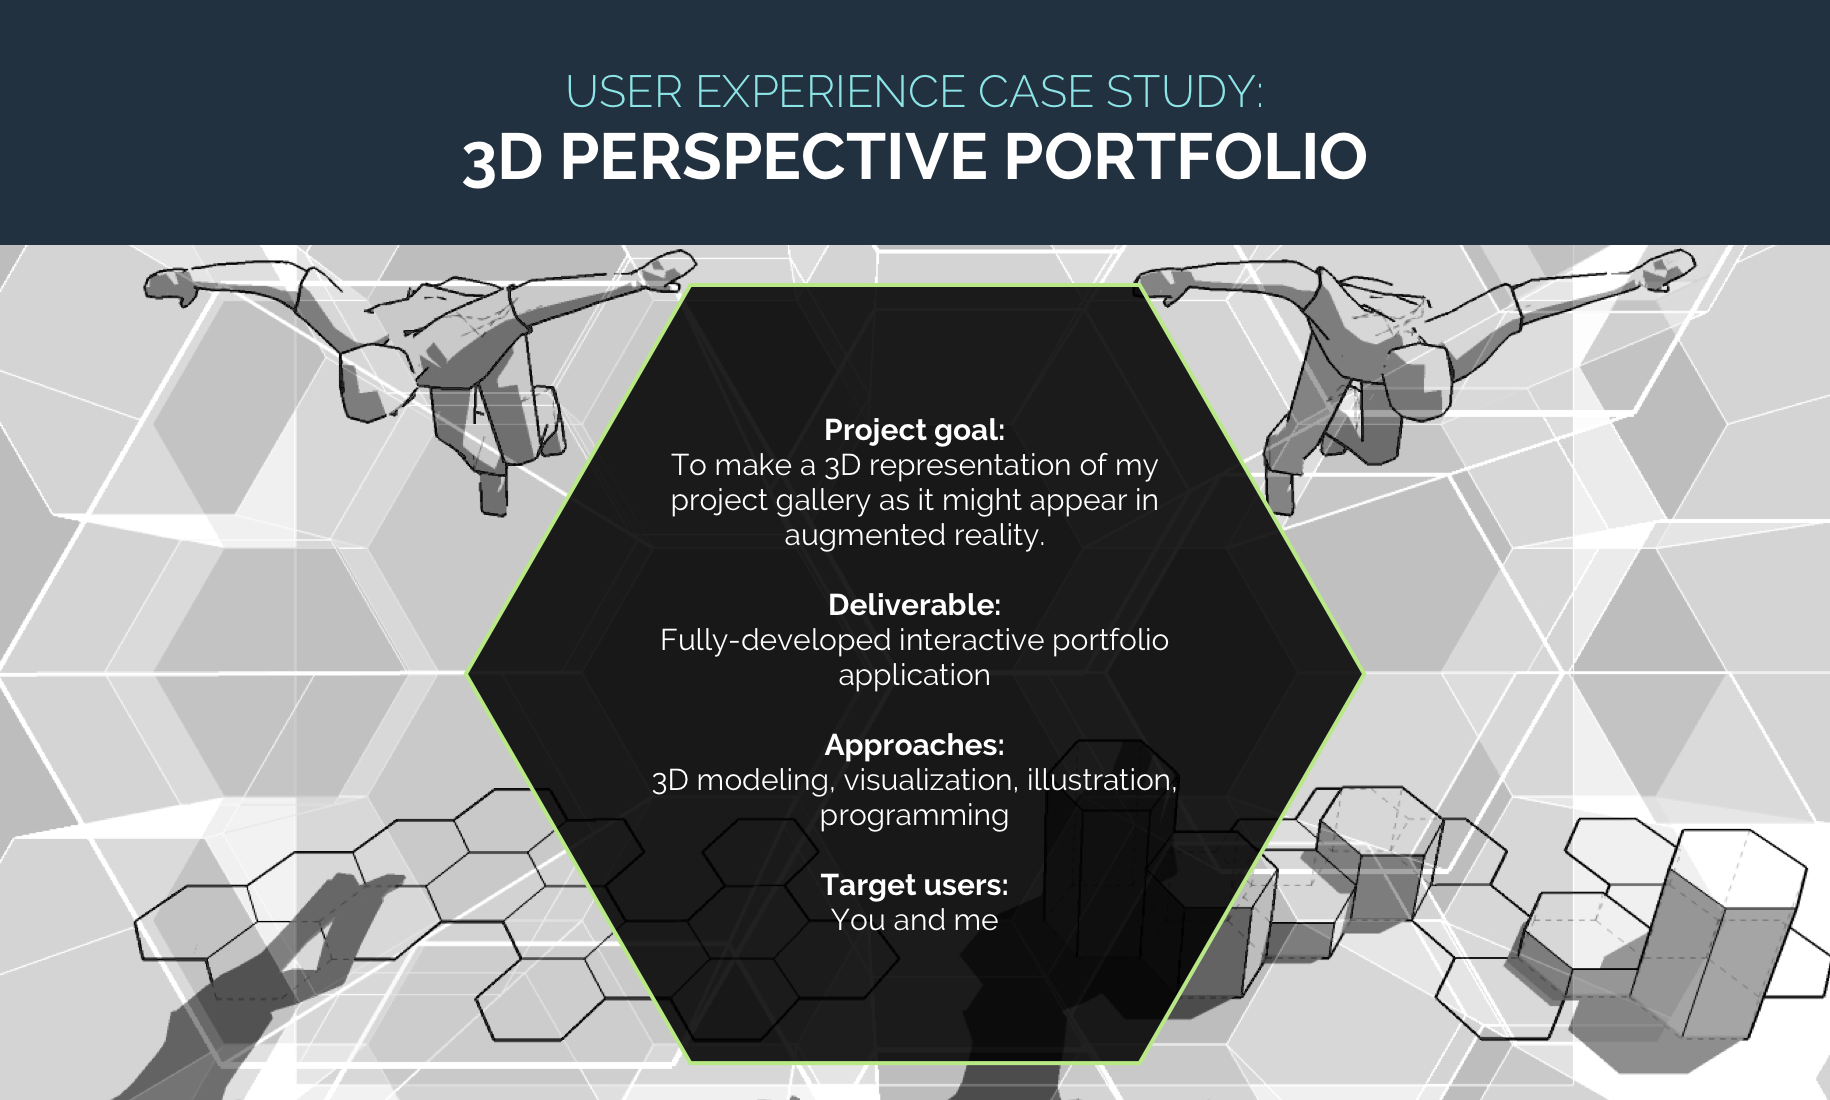 USER EXPERIENCE CASE STUDY:
3D PERSPECTIVE PORTFOLIO
Project goal:
To make a 3D representation of my
project gallery as it might appear in
augmented reality.
Deliverable:
Fully-developed interactive portfolio
application
Approaches:
3D modeling, visualization, illustration,
programming
Target users:
You and me